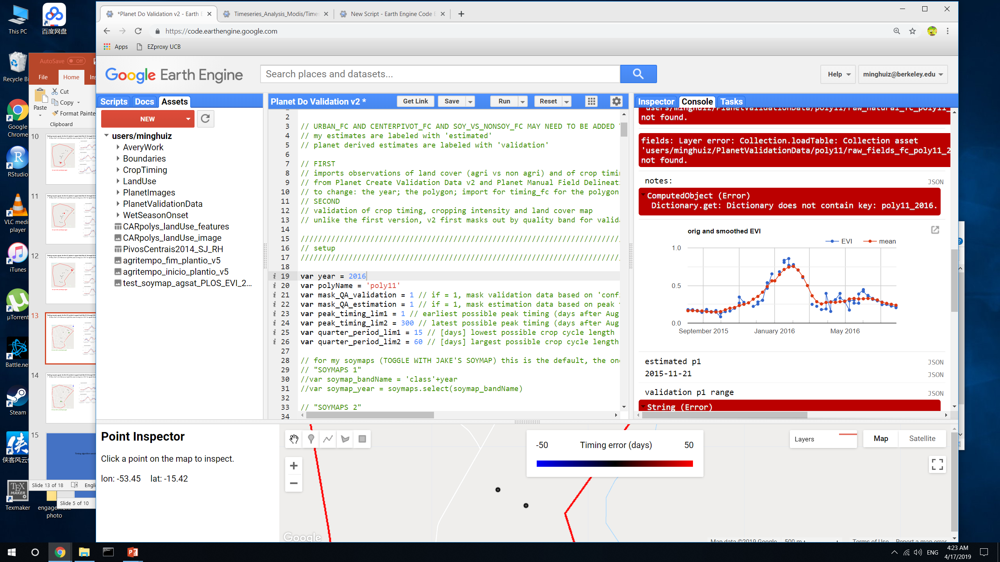 This PC
百度网盘
Recycle Bi
Google
Chrome
RStudio
VLC medi
player
iTunes
µTorrent
Battle.ne
Steam
Texmaker
engagement
photo
AutoSave
Off
File
Home
Ins
Paste
Cut
Copy
Format Painte
Clipboard
10
11
12
13
14
15
Slide 13 of 18
Engli
Slide 5 of 10
*Planet Do Validation v2 - Earth E
Timeseries_Analysis_Modis/Times
New Script - Earth Engine Code E
https://code.earthengine.google.com
Apps
EZproxy UCB
Google Earth Engine
Search places and datasets...
Help
minghuiz@berkeley.edu
Scripts
Docs
Assets
NEW
users/minghuiz
AveryWork
Boundaries
CropTiming
LandUse
PlanetImages
PlanetValidationData
WetSeasonOnset
CARpolys_landUse_features
CARpolys_landUse_image
PivosCentrais2014_SJ_RH
agritempo_fim_plantio_v5
agritempo_inicio_plantio_v5
test_soymap_agsat_PLOS_EVI_2...
Planet Do Validation v2 *
Get Link
Save
Run
Reset
2
3 // URBAN_FC AND CENTERPIVOT_FC AND SOY_VS_NONSOY_FC MAY NEED TO BE ADDED
4 // my estimates are labeled with 'estimated'
5 // planet derived estimates are labeled with 'validation'
6
7 // FIRST
8 // imports observations of land cover (agri vs non agri) and of crop timin
9 // from Planet Create Validation Data v2 and Planet Manual Field Delineati
10 // to change: the year; the polygon; import for timing_fc for the polygon
11 // SECOND
12 // validation of crop timing, cropping intensity and land cover map
13 // unlike the first version, v2 first masks out by quality band for valida
14
15 //////////////////////////////////////////////////////////////////////////
16 // setup
17 //////////////////////////////////////////////////////////////////////////
18
19 var year = 2016
20 var polyName = 'poly11'
21 var mask_QA_validation = 1 // if = 1, mask validation data based on 'conf
22 var mask_QA_estimation = 1 // if = 1, mask estimation data based on peak
23 var peak_timing_lim1 = 1 // earliest possible peak timing (days after Aug
24 var peak_timing_lim2 = 300 // latest possible peak timing (days after Aug
25 var quarter_period_lim1 = 15 // [days] lowest possible crop cycle length
26 var quarter_period_lim2 = 60 // [days] largest possible crop cycle length
27
28 // for my soymaps (TOGGLE WITH JAKE'S SOYMAP) this is the default, the on
29 // "SOYMAPS 1"
30 //var soymap_bandName = 'class'+year
31 //var soymap_year = soymaps.select(soymap_bandName)
32
33 // "SOYMAPS 2"
34
Inspector
Console
Tasks
'users/minghuiz/PlanetValidationData/poly11/raw_natural_fc_poly11_
not found.
fields: Layer error: Collection.loadTable: Collection asset
'users/minghuiz/PlanetValidationData/poly11/raw_fields_fc_poly11_2
not found.
notes:
JSON
ComputedObject (Error)
Dictionary.get: Dictionary does not contain key: poly11_2016.
orig and smoothed EVI
EVI
mean
1.0
0.5
0.0
September 2015
January 2016
May 2016
estimated p1
JSON
2015-11-21
JSON
validation p1 range
JSON
String (Error)
Point Inspector
Click a point on the map to inspect.
lon: -53.45 lat: -15.42
-50
Timing error (days)
50
Layers
Map
Satellite
Google
Map data ©2019 Google
500 m
Terms of Use
Report a map error
ENG
4:23 AM
4/17/2019